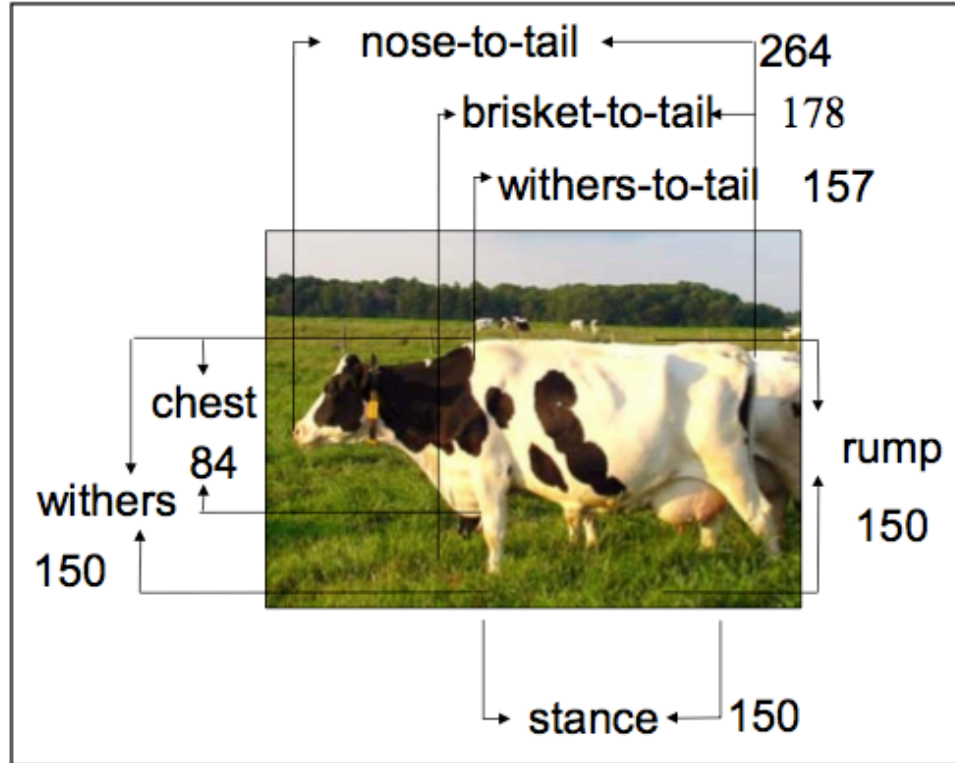 nose-to-tail 264
brisket-to-tail 178
withers-to-tail 157
chest
84
withers
150
rump
150
stance 150